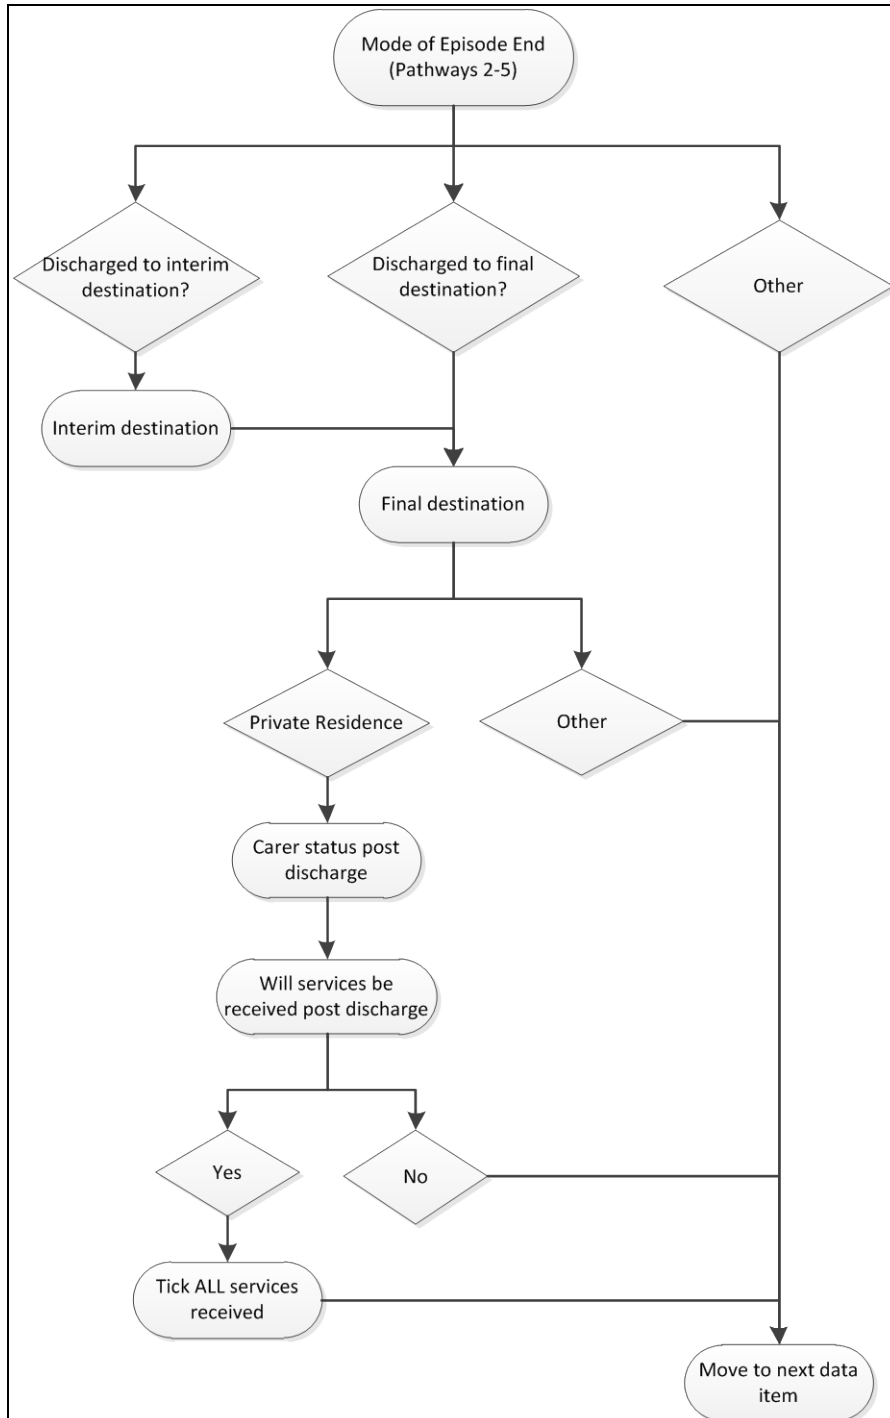 Mode of Episode End
(Pathways 2-5)
Discharged to interim
destination?
Discharged to final
destination?
Other
Interim destination
Final destination
Private Residence
Other
Carer status post
discharge
Will services be
received post discharge
Yes
No
Tick ALL services
received
Move to next data
item